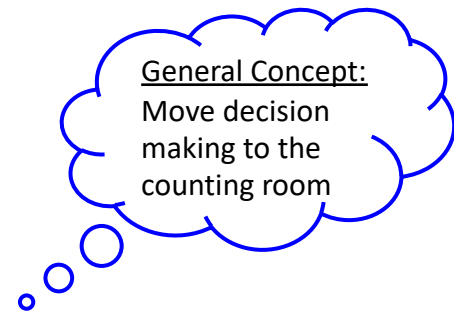 General Concept:
Move decision
making to the
counting room